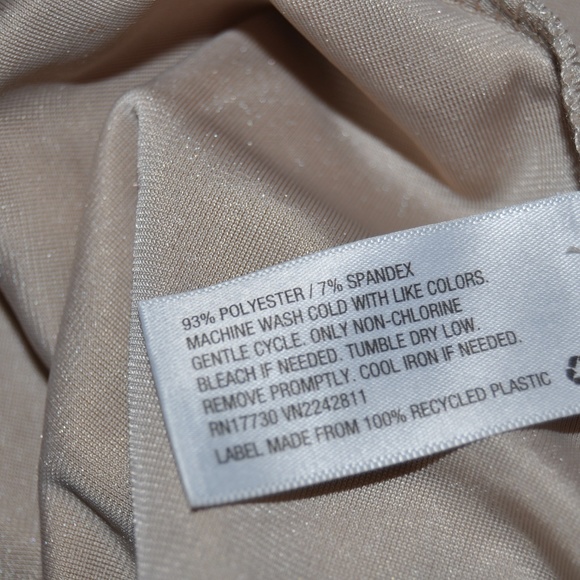 93% POLYESTER / 7% SPANDEX
MACHINE WASH COLD WITH LIKE COLORS.
GENTLE CYCLE. ONLY NON-CHLORINE
BLEACH IF NEEDED. TUMBLE DRY LOW.
REMOVE PROMPTLY. COOL IRON IF NEEDED.
RN17730 VN2242811
LABEL MADE FROM 100% RECYCLED PLASTIC